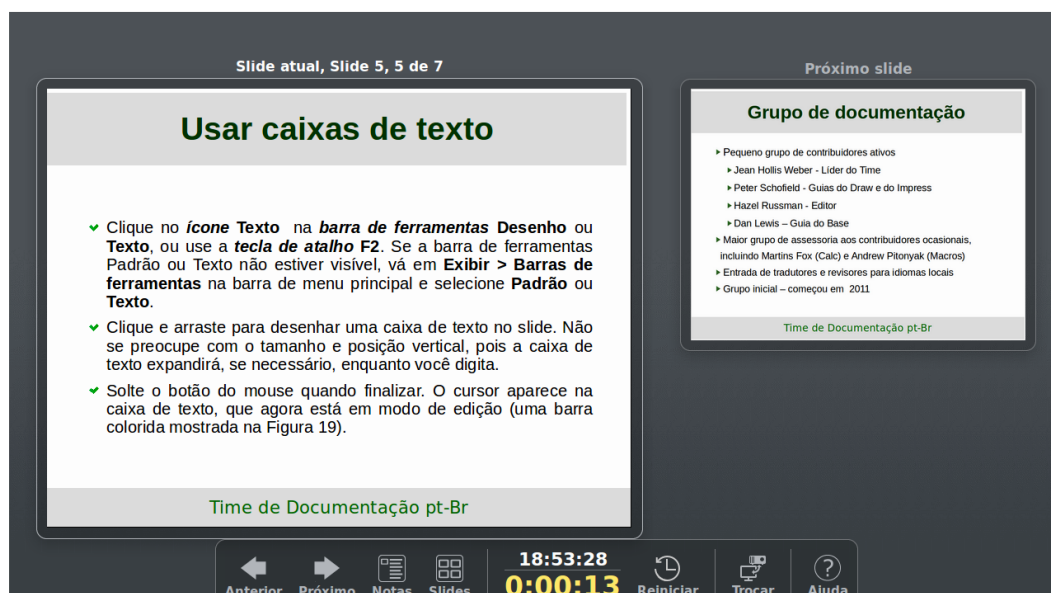 Slide atual, Slide 5, 5 de 7
Usar caixas de texto
Clique no ícone Texto na barra de ferramentas Desenho ou
Texto, ou use a tecla de atalho F2. Se a barra de ferramentas
Padrão ou Texto não estiver visível, vá em Exibir > Barras de
ferramentas na barra de menu principal e selecione Padrão ou
Texto.
Clique e arraste para desenhar uma caixa de texto no slide. Não
se preocupe com o tamanho e posição vertical, pois a caixa de
texto expandirá, se necessário, enquanto você digita.
Solte o botão do mouse quando finalizar. O cursor aparece na
caixa de texto, que agora está em modo de edição (uma barra
colorida mostrada na Figura 19).
Time de Documentação pt-Br
Próximo slide
Grupo de documentação
Pequeno grupo de contribuidores ativos
Jean Hollis Weber - Líder do Time
Peter Schofield - Guias do Draw e do Impress
Hazel Russman - Editor
Dan Lewis – Guia do Base
Maior grupo de assessoria aos contribuidores ocasionais,
incluindo Martins Fox (Calc) e Andrew Pitonyak (Macros)
Entrada de tradutores e revisores para idiomas locais
Grupo inicial – começou em 2011
Time de Documentação pt-Br
18:53:28
0:00:13
Anterior Próximo Notas Slides Reiniciar Trocar Ajuda